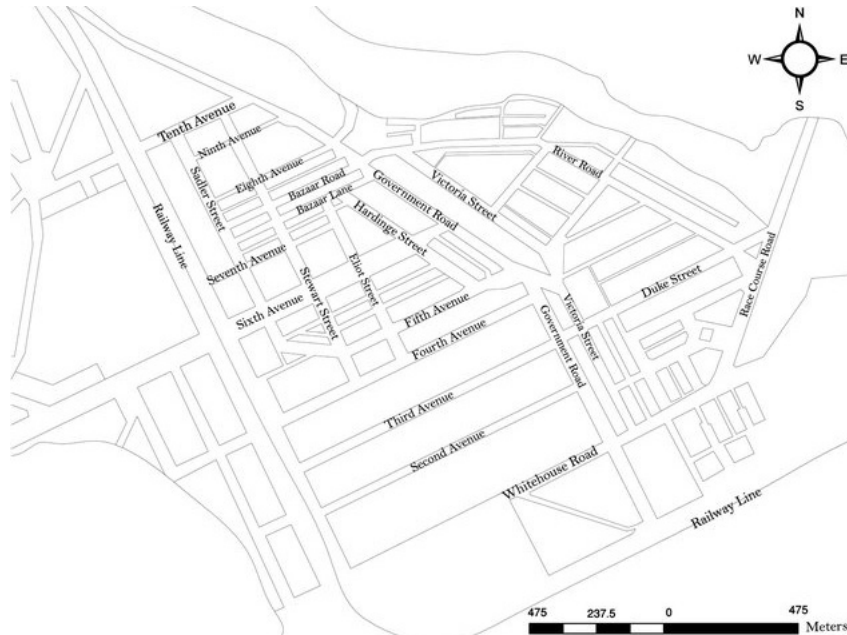 N
W E
S
Tenth Avenue
Ninth Avenue
Sadler Street
Eighth Avenue
Bazaar Road
Bazaar Lane
Government Road
Victoria Street
River Road
Hardinge Street
Railway Line
Seventh Avenue
Stewart Street
Eliot Street
Sixth Avenue
Fifth Avenue
Fourth Avenue
Duke Street
Race Course Road
Victoria Street
Government Road
Third Avenue
Second Avenue
Whitehouse Road
Railway Line
475 237.5 0 475
Meters